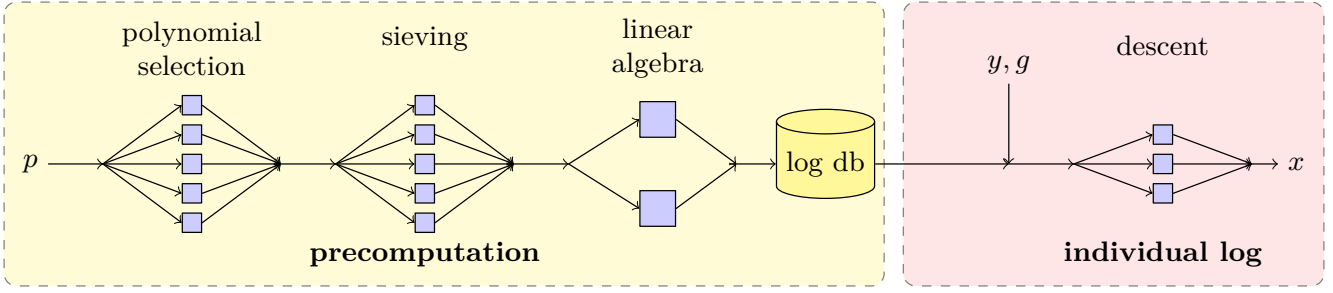 polynomial
selection
sieving
linear
algebra
p
log db
precomputation
y, g
descent
x
individual log